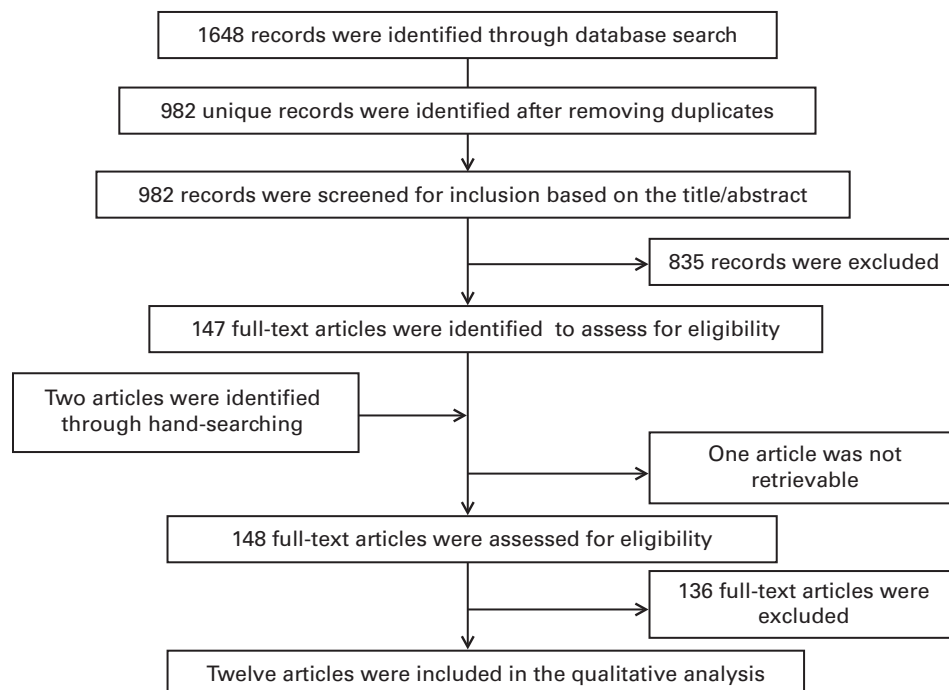 1648 records were identified through database search
982 unique records were identified after removing duplicates
982 records were screened for inclusion based on the title/abstract
835 records were excluded
147 full-text articles were identified to assess for eligibility
Two articles were identified
through hand-searching
One article was not
retrievable
148 full-text articles were assessed for eligibility
136 full-text articles were
excluded
Twelve articles were included in the qualitative analysis